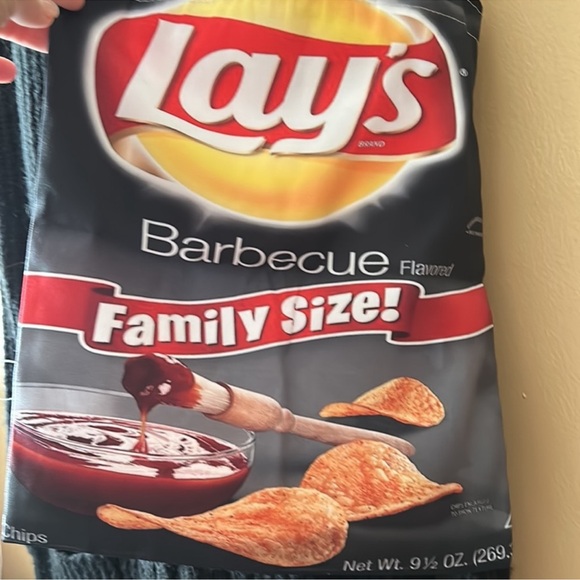 Lay's
BRAND
Barbecue Flavored
Family Size!
Chips
Net Wt. 9½ OZ. (269.